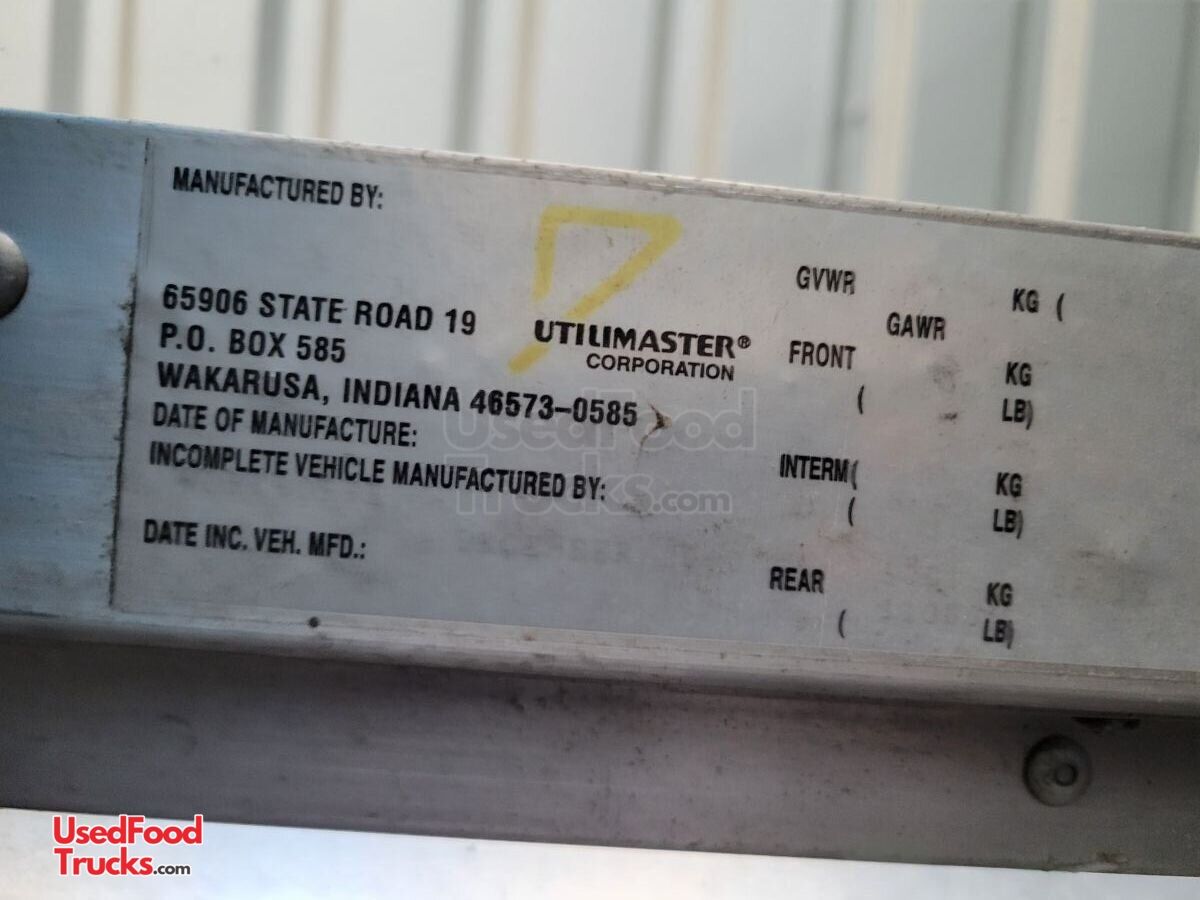 MANUFACTURED BY:
65906 STATE ROAD 19
P.O. BOX 585
WAKARUSA, INDIANA 46573-0585
DATE OF MANUFACTURE:
INCOMPLETE VEHICLE MANUFACTURED BY:
DATE INC. VEH. MFD.:
UTILIMASTER®
CORPORATION
GVWR KG (
GAWR
FRONT KG
( LB)
INTERM( KG
( LB)
REAR KG
( LB)
UsedFood
Trucks.com
UsedFood
Trucks.com